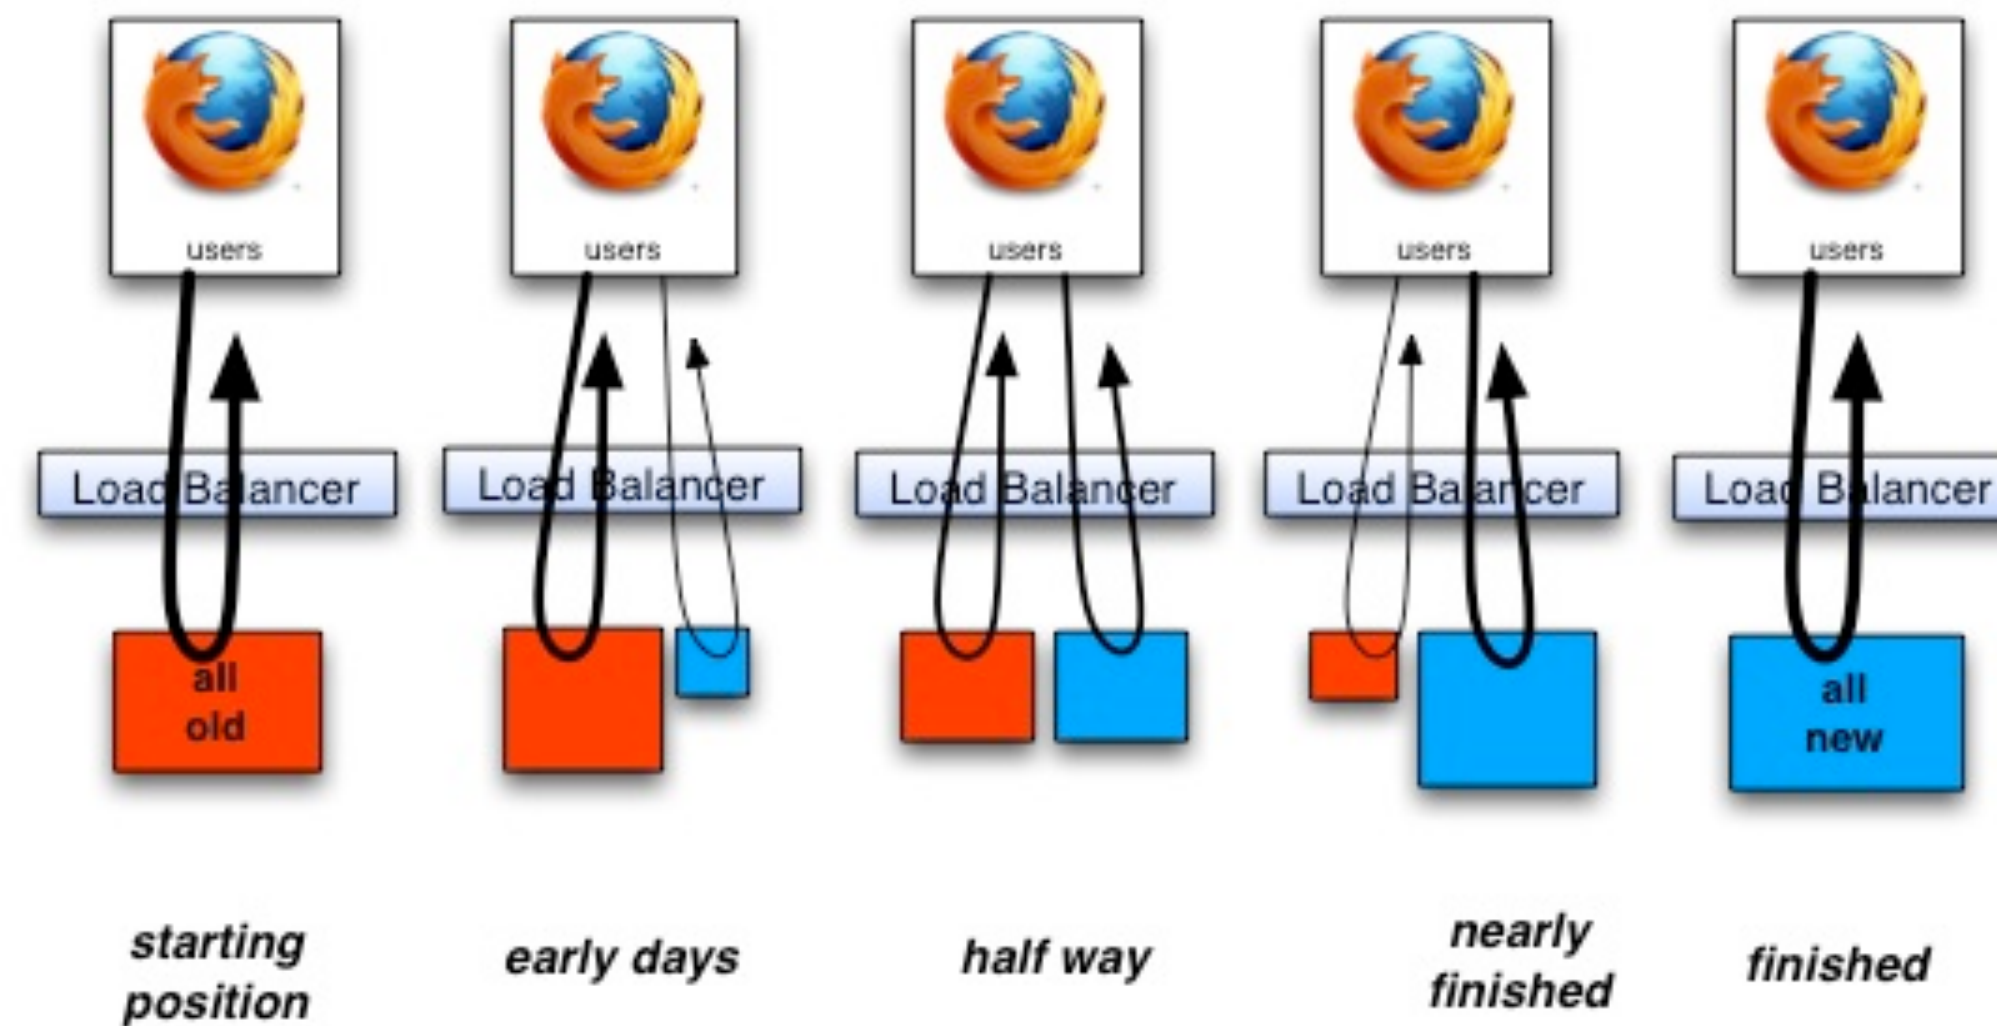 users
users
users
users
users
Load Balancer
Load Balancer
Load Balancer
Load Balancer
Load Balancer
all
old
all
new
starting
position
early days
half way
nearly
finished
finished